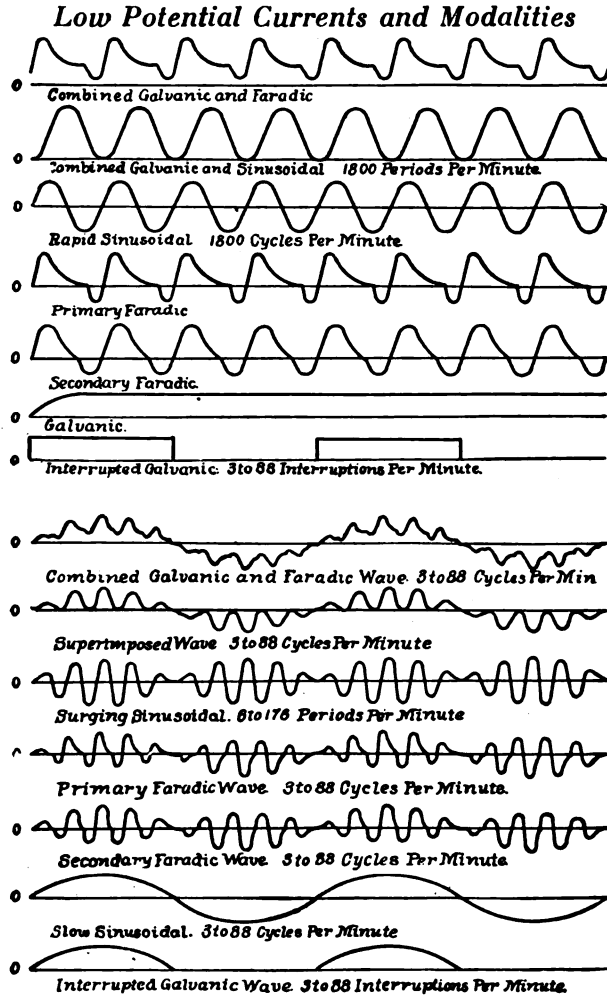 Low Potential Currents and Modalities
0
Combined Galvanic and Faradic
0
Combined Galvanic and Sinusoidal 1800 Periods Per Minute
0
Rapid Sinusoidal 1800 Cycles Per Minute
0
Primary Faradic
0
Secondary Faradic.
0
Galvanic.
0
Interrupted Galvanic. 3 to 88 Interruptions Per Minute.
0
Combined Galvanic and Faradic Wave. 3 to 88 Cycles Per Min
0
Superimposed Wave 3 to 88 Cycles Per Minute
0
Surging Sinusoidal. 6 to 176 Periods Per Minute
Primary Faradic Wave 3 to 88 Cycles Per Minute.
0
Secondary Faradic Wave 3 to 88 Cycles Per Minute
0
Slow Sinusoidal. 3 to 88 Cycles Per Minute
0
Interrupted Galvanic Wave 3 to 88 Interruptions Per Minute.